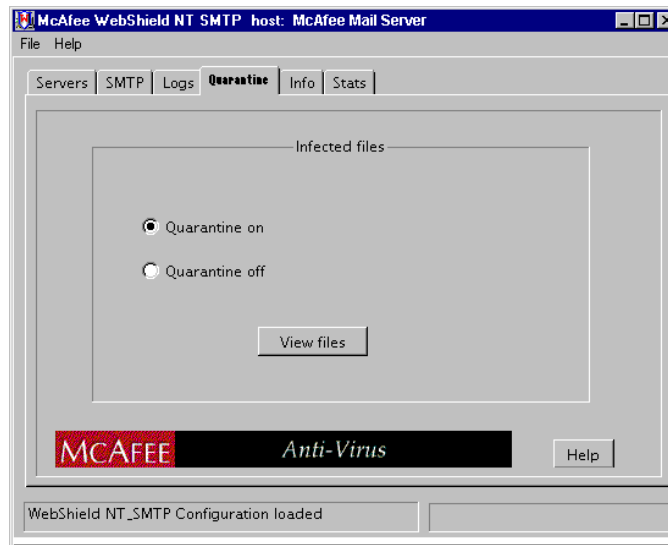 McAfee WebShield NT SMTP host: McAfee Mail Server
File Help
Servers SMTP Logs Quarantine Info Stats
Infected files
Quarantine on
Quarantine off
View files
MCAFEE Anti-Virus Help
WebShield NT_SMTP Configuration loaded